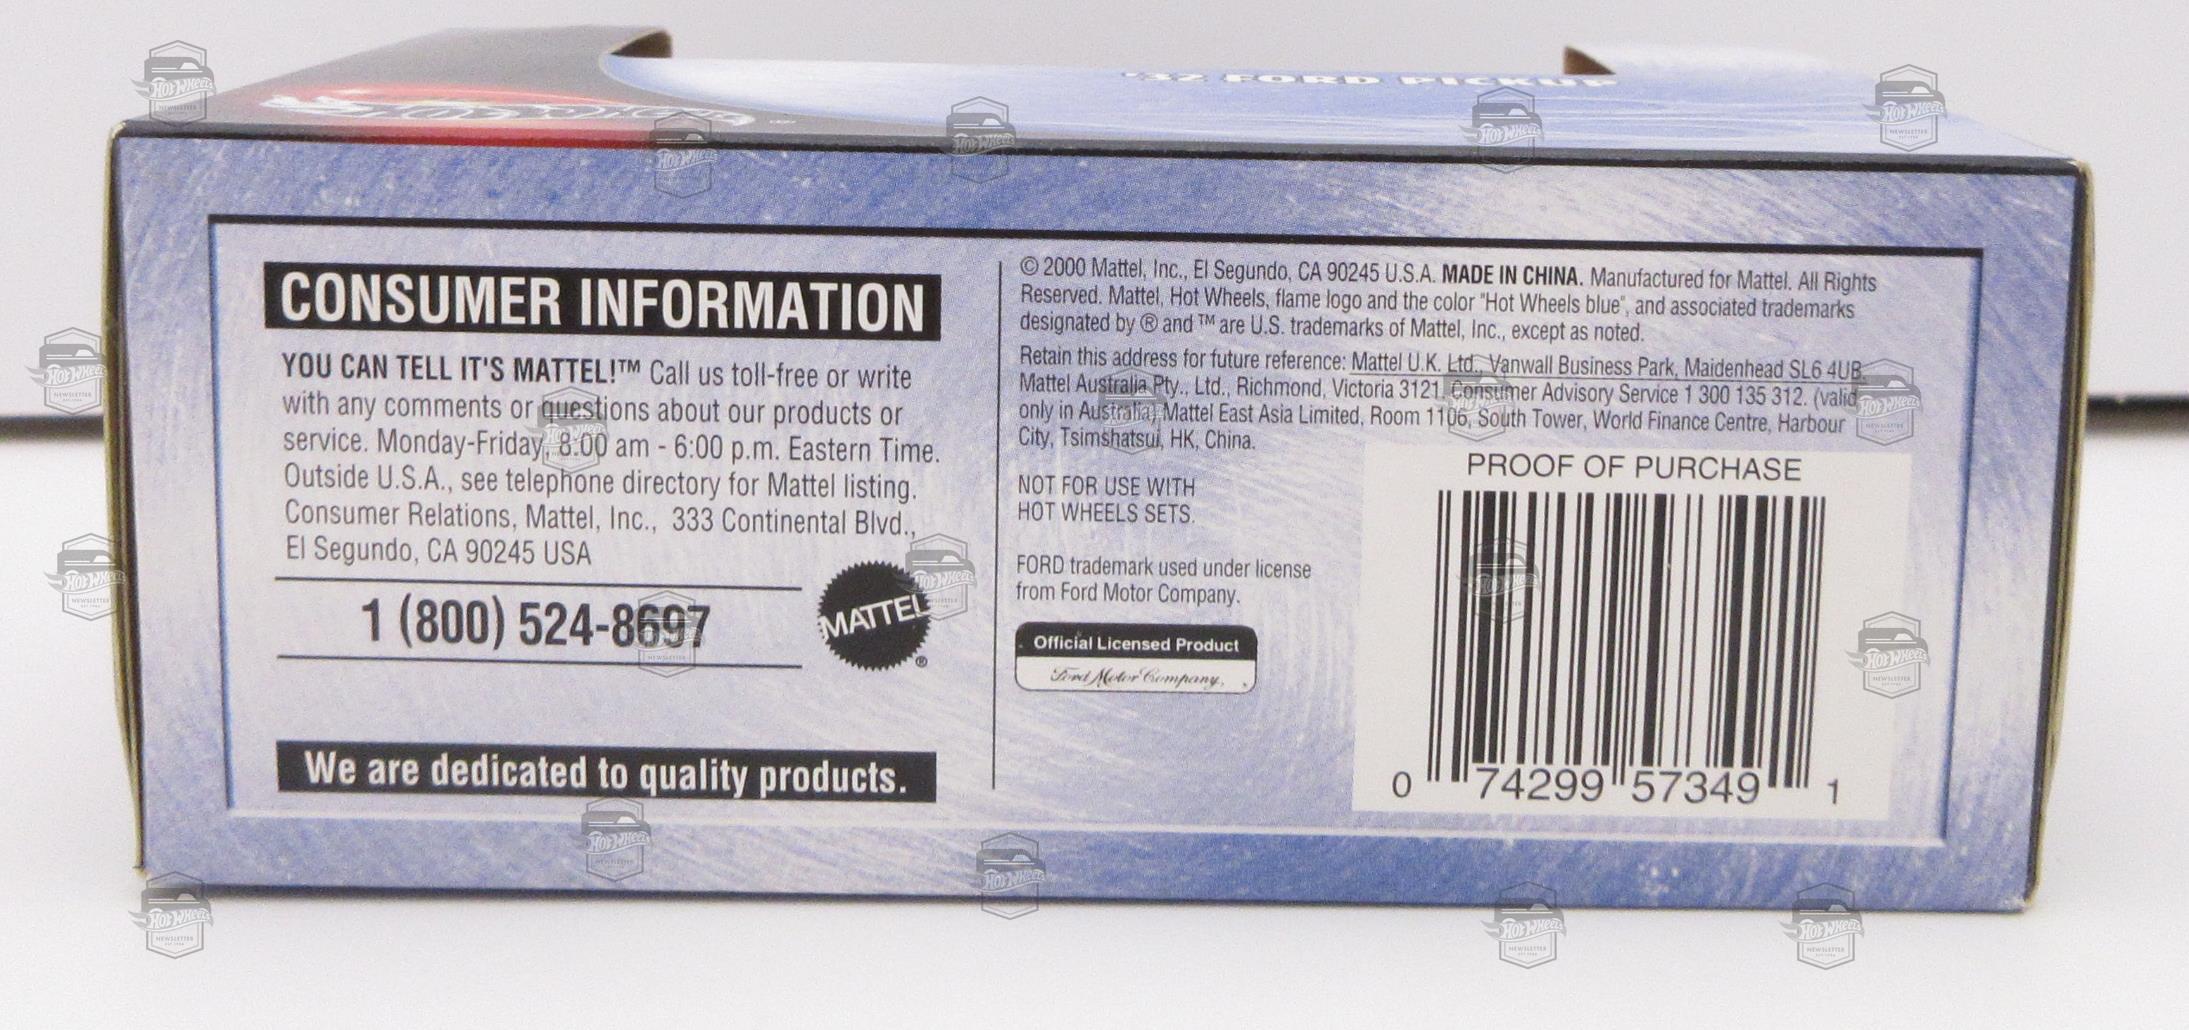 '32 FORD PICKUP
CONSUMER INFORMATION
YOU CAN TELL IT'S MATTEL!™ Call us toll-free or write
with any comments or questions about our products or
service. Monday-Friday, 8:00 am - 6:00 p.m. Eastern Time.
Outside U.S.A., see telephone directory for Mattel listing.
Consumer Relations, Mattel, Inc., 333 Continental Blvd.,
El Segundo, CA 90245 USA
1 (800) 524-8697
MATTEL®
We are dedicated to quality products.
© 2000 Mattel, Inc., El Segundo, CA 90245 U.S.A. MADE IN CHINA. Manufactured for Mattel. All Rights
Reserved. Mattel, Hot Wheels, flame logo and the color "Hot Wheels blue", and associated trademarks
designated by ® and ™ are U.S. trademarks of Mattel, Inc., except as noted.
Retain this address for future reference: Mattel U.K. Ltd., Vanwall Business Park, Maidenhead SL6 4UB.
Mattel Australia Pty., Ltd., Richmond, Victoria 3121. Consumer Advisory Service 1 300 135 312. (valid
only in Australia) Mattel East Asia Limited, Room 1106, South Tower, World Finance Centre, Harbour
City, Tsimshatsui, HK, China.
NOT FOR USE WITH
HOT WHEELS SETS.
FORD trademark used under license
from Ford Motor Company.
Official Licensed Product
Ford Motor Company,
PROOF OF PURCHASE
0 74299 57349 1
HOT WHEELS
NEWSLETTER